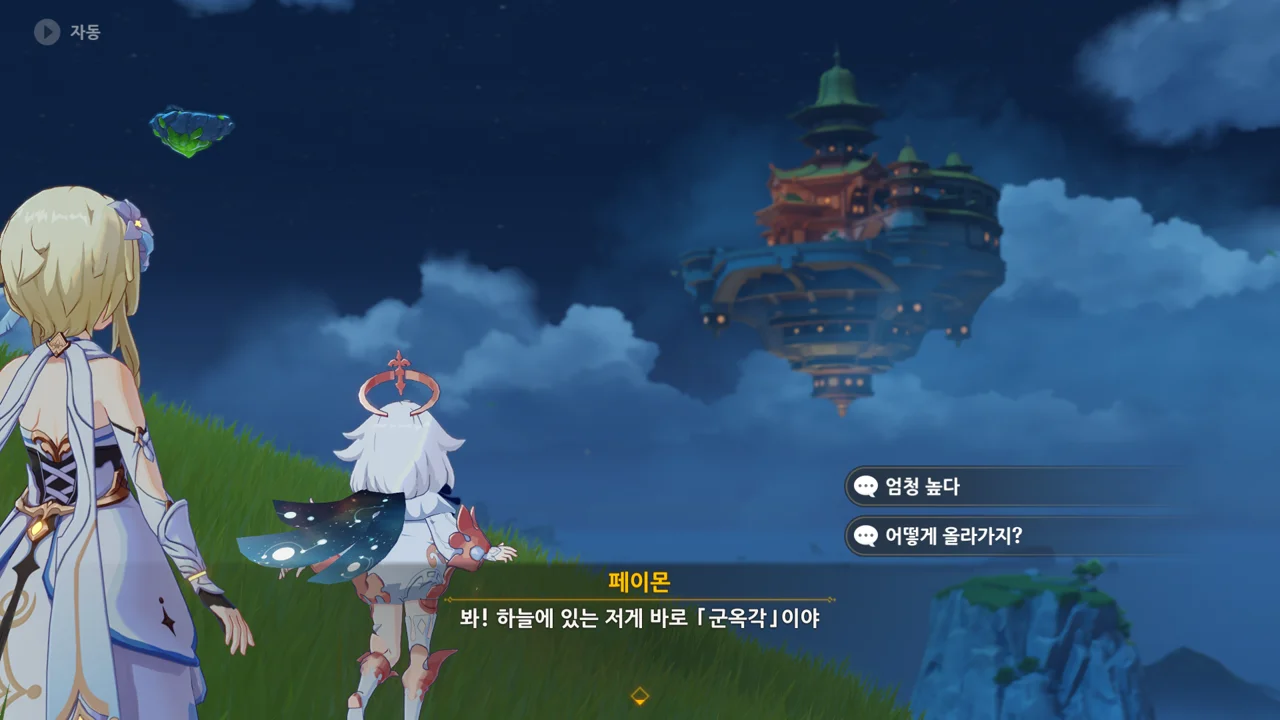 자동
엄청 높다
어떻게 올라가지?
페이몬
봐! 하늘에 있는 저게 바로 「군옥각」이야